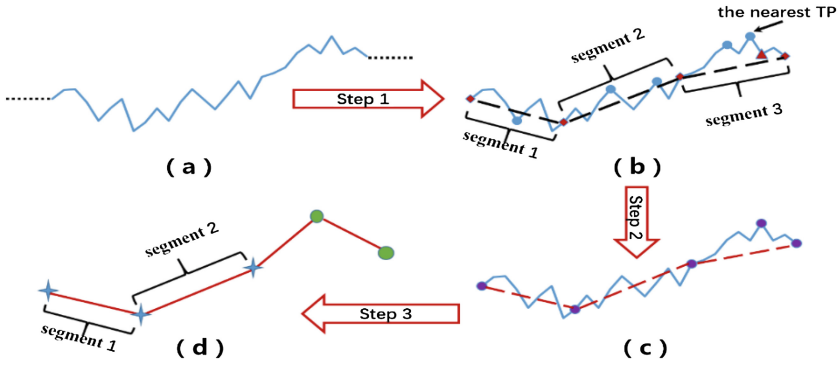 the nearest TP
segment 2
Step 1
segment 1
segment 3
( a )
( b )
Step 2
segment 2
segment 1
Step 3
( d )
( c )